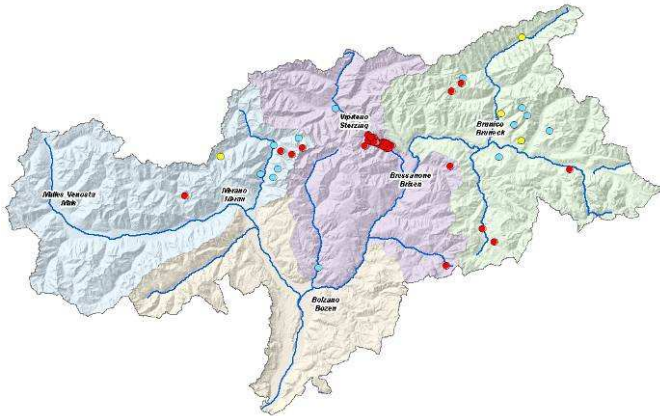 Vipiteno
Sterzing
Brunico
Bruneck
Bressanone
Brixen
Malles Venosta
Mals
Merano
Meran
Bolzano
Bozen